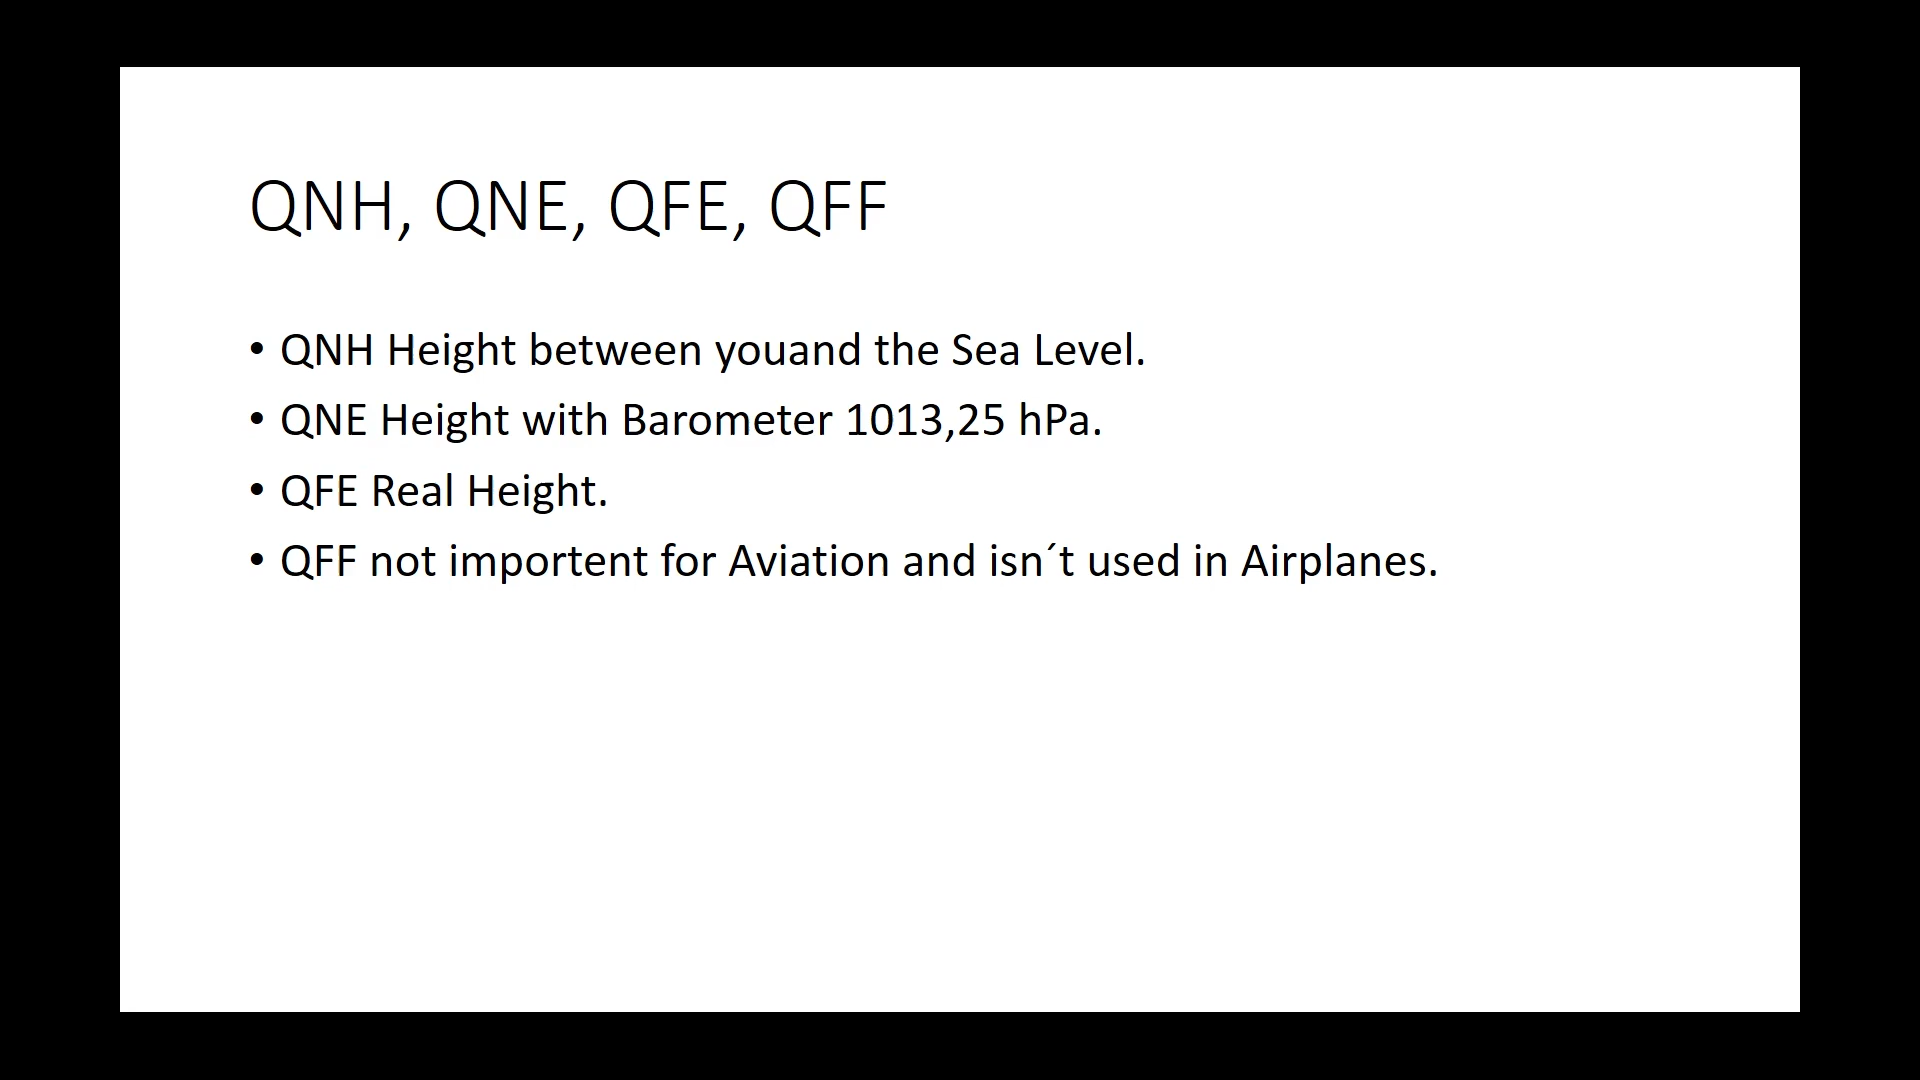 QNH, QNE, QFE, QFF
• QNH Height between youand the Sea Level.
• QNE Height with Barometer 1013,25 hPa.
• QFE Real Height.
• QFF not importent for Aviation and isn´t used in Airplanes.